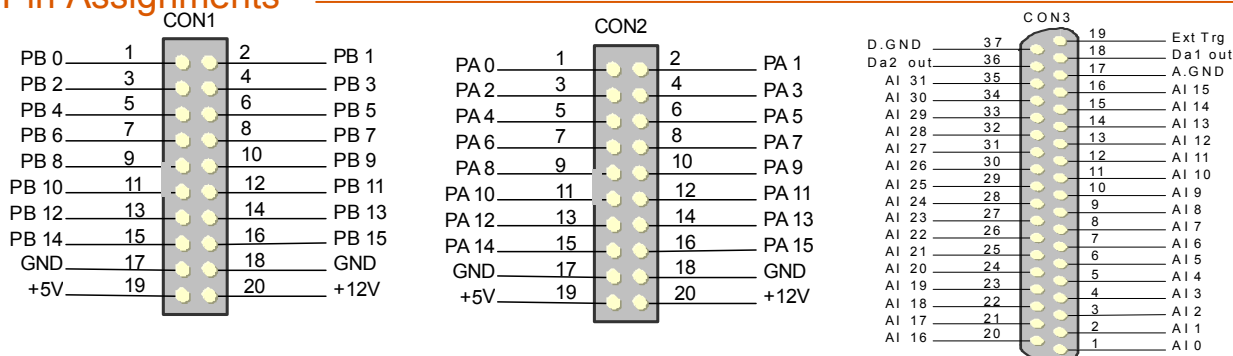 Pin Assignments
CON1
PB 0 1 2 PB 1
PB 2 3 4 PB 3
PB 4 5 6 PB 5
PB 6 7 8 PB 7
PB 8 9 10 PB 9
PB 10 11 12 PB 11
PB 12 13 14 PB 13
PB 14 15 16 PB 15
GND 17 18 GND
+5V 19 20 +12V
CON2
PA 0 1 2 PA 1
PA 2 3 4 PA 3
PA 4 5 6 PA 5
PA 6 7 8 PA 7
PA 8 9 10 PA 9
PA 10 11 12 PA 11
PA 12 13 14 PA 13
PA 14 15 16 PA 15
GND 17 18 GND
+5V 19 20 +12V
CON3
19 Ext Trg
D.GND 37 18 Da1 out
Da2 out 36 17 A.GND
AI 31 35 16 AI 15
AI 30 34 15 AI 14
AI 29 33 14 AI 13
AI 28 32 13 AI 12
AI 27 31 12 AI 11
AI 26 30 11 AI 10
AI 25 29 10 AI 9
AI 24 28 9 AI 8
AI 23 27 8 AI 7
AI 22 26 7 AI 6
AI 21 25 6 AI 5
AI 20 24 5 AI 4
AI 19 23 4 AI 3
AI 18 22 3 AI 2
AI 17 21 2 AI 1
AI 16 20 1 AI 0